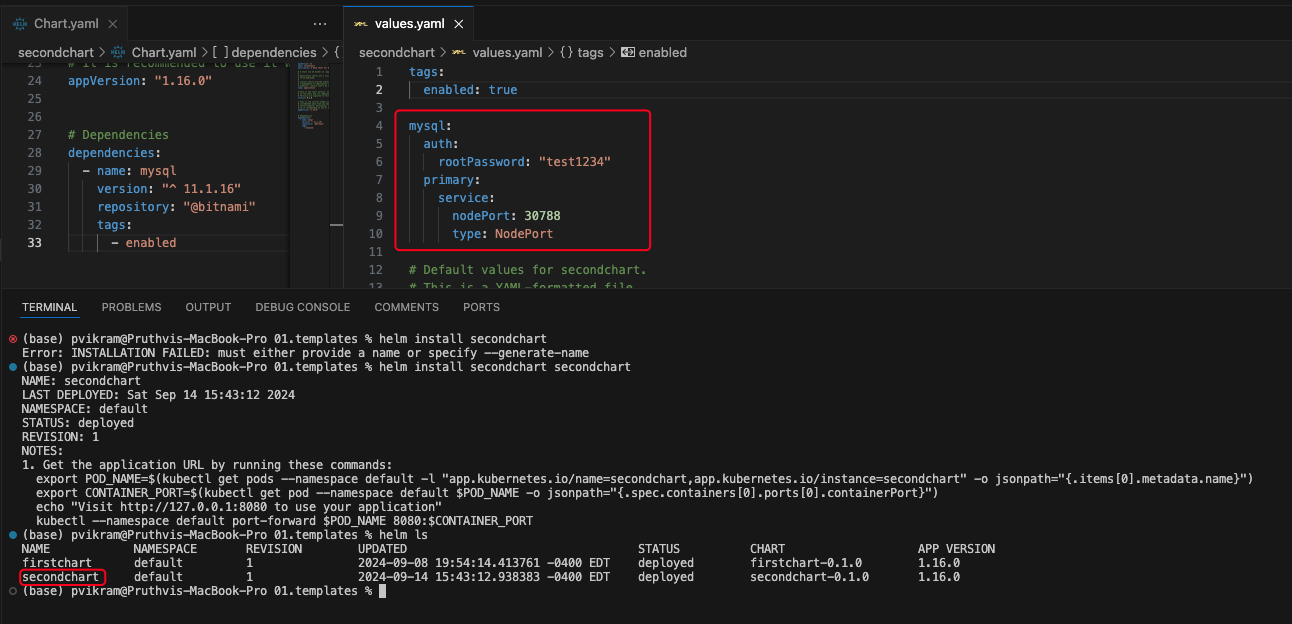 Chart.yaml
values.yaml
secondchart > Chart.yaml > [ ] dependencies > {
secondchart > values.yaml > {} tags > enabled
23 # It is recommended to use it w
24 appVersion: "1.16.0"
25
26
27 # Dependencies
28 dependencies:
29 - name: mysql
30 version: "^ 11.1.16"
31 repository: "@bitnami"
32 tags:
33 - enabled
1 tags:
2 enabled: true
3
4 mysql:
5 auth:
6 rootPassword: "test1234"
7 primary:
8 service:
9 nodePort: 30788
10 type: NodePort
11
12 # Default values for secondchart.
13 # This is a YAML-formatted file.
TERMINAL PROBLEMS OUTPUT DEBUG CONSOLE COMMENTS PORTS
(base) pvikram@Pruthvis-MacBook-Pro 01.templates % helm install secondchart
Error: INSTALLATION FAILED: must either provide a name or specify --generate-name
(base) pvikram@Pruthvis-MacBook-Pro 01.templates % helm install secondchart secondchart
NAME: secondchart
LAST DEPLOYED: Sat Sep 14 15:43:12 2024
NAMESPACE: default
STATUS: deployed
REVISION: 1
NOTES:
1. Get the application URL by running these commands:
export POD_NAME=$(kubectl get pods --namespace default -l "app.kubernetes.io/name=secondchart,app.kubernetes.io/instance=secondchart" -o jsonpath="{.items[0].metadata.name}")
export CONTAINER_PORT=$(kubectl get pod --namespace default $POD_NAME -o jsonpath="{.spec.containers[0].ports[0].containerPort}")
echo "Visit http://127.0.0.1:8080 to use your application"
kubectl --namespace default port-forward $POD_NAME 8080:$CONTAINER_PORT
(base) pvikram@Pruthvis-MacBook-Pro 01.templates % helm ls
NAME NAMESPACE REVISION UPDATED STATUS CHART APP VERSION
firstchart default 1 2024-09-08 19:54:14.413761 -0400 EDT deployed firstchart-0.1.0 1.16.0
secondchart default 1 2024-09-14 15:43:12.938383 -0400 EDT deployed secondchart-0.1.0 1.16.0
(base) pvikram@Pruthvis-MacBook-Pro 01.templates %